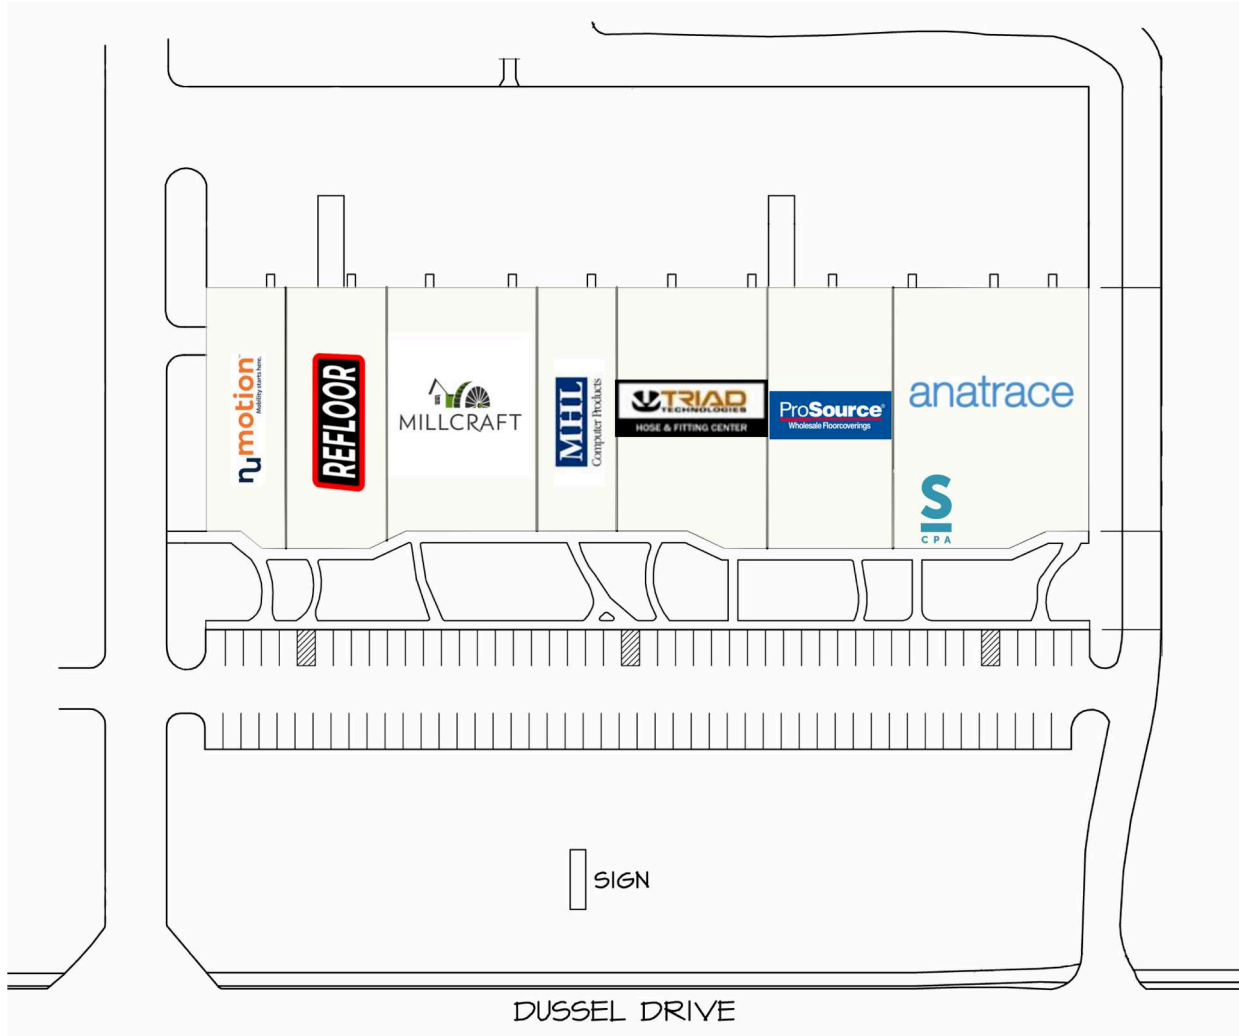 numotion
Mobility starts here.
REFLOOR
MILLCRAFT
MHL
Computer Products
TRIAD
TECHNOLOGIES
HOSE & FITTING CENTER
ProSource®
Wholesale Floorcoverings
anatrace
S
CPA
SIGN
DUSSEL DRIVE